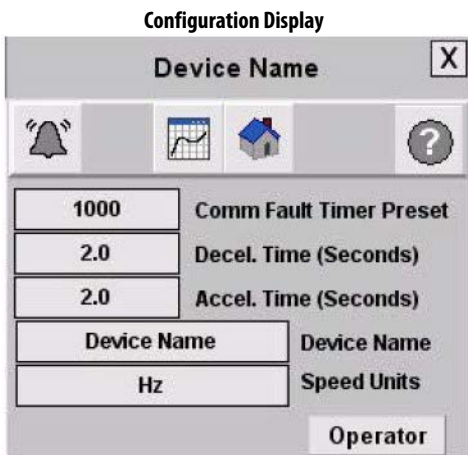 Configuration Display
Device Name X
?
1000 Comm Fault Timer Preset
2.0 Decel. Time (Seconds)
2.0 Accel. Time (Seconds)
Device Name Device Name
Hz Speed Units
Operator